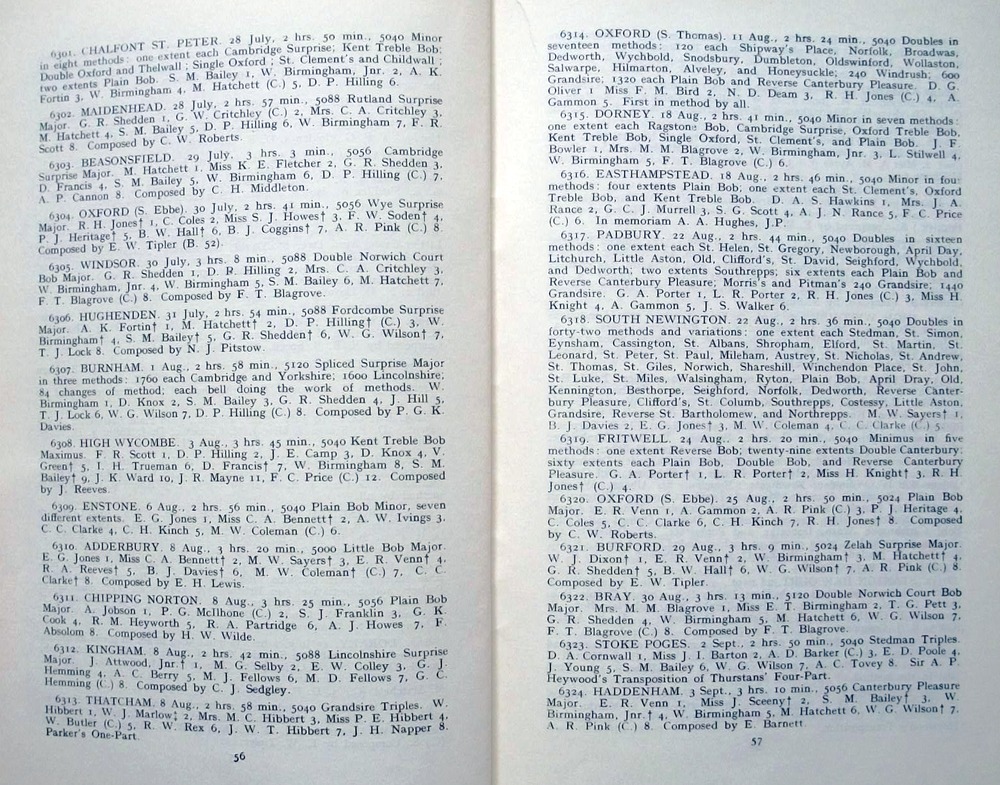 6301. CHALFONT ST. PETER. 28 July, 2 hrs. 50 min., 5040 Minor
in eight methods: one extent each Cambridge Surprise; Kent Treble Bob;
Double Oxford and Thelwall; Single Oxford; St. Clement's and Childwall;
two extents Plain Bob. S. M. Bailey 1, W. Birmingham, Jnr. 2, A. K.
Fortin 3, W. Birmingham 4, M. Hatchett (C.) 5, D. P. Hilling 6.
6302. MAIDENHEAD. 28 July, 2 hrs. 57 min., 5088 Rutland Surprise
Major. G. R. Shedden 1, G. W. Critchley (C.) 2, Mrs. C. A. Critchley 3,
M. Hatchett 4, S. M. Bailey 5, D. P. Hilling 6, W. Birmingham 7, F. R.
Scott 8. Composed by C. W. Roberts.
6303. BEASONSFIELD. 29 July, 3 hrs. 3 min., 5056 Cambridge
Surprise Major. M. Hatchett 1, Miss K. E. Fletcher 2, G. R. Shedden 3,
D. Francis 4, S. M. Bailey 5, W. Birmingham 6, D. P. Hilling (C.) 7,
A. P. Cannon 8. Composed by C. H. Middleton.
6304. OXFORD (S. Ebbe). 30 July, 2 hrs. 41 min., 5056 Wye Surprise
Major. R. H. Jones† 1, C. Coles 2, Miss S. J. Howes† 3, F. W. Soden† 4,
P. J. Heritage† 5, B. W. Hall† 6, B. J. Coggins† 7, A. R. Pink (C.) 8.
Composed by E. W. Tipler (B. 52).
6305. WINDSOR. 30 July, 3 hrs. 8 min., 5088 Double Norwich Court
Bob Major. G. R. Shedden 1, D. P. Hilling 2, Mrs. C. A. Critchley 3,
W. Birmingham, Jnr. 4, W. Birmingham 5, S. M. Bailey 6, M. Hatchett 7,
F. T. Blagrove (C.) 8. Composed by F. T. Blagrove.
6306. HUGHENDEN. 31 July, 2 hrs. 54 min., 5088 Fordcombe Surprise
Major. A. K. Fortin† 1, M. Hatchett† 2, D. P. Hilling† (C.) 3, W.
Birmingham† 4, S. M. Bailey† 5, G. R. Shedden† 6, W. G. Wilson† 7,
T. J. Lock 8. Composed by N. J. Pitstow.
6307. BURNHAM. 1 Aug., 2 hrs. 58 min., 5120 Spliced Surprise Major
in three methods: 1760 each Cambridge and Yorkshire; 1600 Lincolnshire;
84 changes of method; each bell doing the work of methods. W.
Birmingham 1, D. Knox 2, S. M. Bailey 3, G. R. Shedden 4, J. Hill 5,
T. J. Lock 6, W. G. Wilson 7, D. P. Hilling (C.) 8. Composed by P. G. K.
Davies.
6308. HIGH WYCOMBE. 3 Aug., 3 hrs. 45 min., 5040 Kent Treble Bob
Maximus. F. R. Scott 1, D. P. Hilling 2, J. E. Camp 3, D. Knox 4, V.
Green† 5, I. H. Trueman 6, D. Francis† 7, W. Birmingham 8, S. M.
Bailey† 9, J. K. Ward 10, J. R. Mayne 11, F. C. Price (C.) 12. Composed
by J. Reeves.
6309. ENSTONE. 6 Aug., 2 hrs. 56 min., 5040 Plain Bob Minor, seven
different extents. E. G. Jones 1, Miss C. A. Bennett† 2, A. W. Ivings 3,
C. C. Clarke 4, C. H. Kinch 5, M. W. Coleman (C.) 6.
6310. ADDERBURY. 8 Aug., 3 hrs. 20 min., 5000 Little Bob Major.
E. G. Jones 1, Miss C. A. Bennett† 2, M. W. Sayers† 3, E. R. Venn† 4,
R. A. Reeves† 5, B. J. Davies† 6, M. W. Coleman† (C.) 7, C. C.
Clarke† 8. Composed by E. H. Lewis.
6311. CHIPPING NORTON. 8 Aug., 3 hrs. 25 min., 5056 Plain Bob
Major. A. Jobson 1, P. G. McIlhone (C.) 2, S. J. Franklin 3, G. K.
Cook 4, R. M. Heyworth 5, R. A. Partridge 6, A. J. Howes 7, F.
Absolom 8. Composed by H. W. Wilde.
6312. KINGHAM. 8 Aug., 2 hrs. 42 min., 5088 Lincolnshire Surprise
Major. J. Attwood, Jnr.† 1, M. G. Selby 2, E. W. Colley 3, G. J.
Hemming 4, A. C. Berry 5, M. J. Fellows 6, M. D. Fellows 7, G. C.
Hemming (C.) 8. Composed by C. J. Sedgley.
6313. THATCHAM. 8 Aug., 2 hrs. 58 min., 5040 Grandsire Triples. W.
Hibbert 1, W. J. Marlow‡ 2, Mrs. M. C. Hibbert 3, Miss P. E. Hibbert 4,
W. Butler (C.) 5, R. W. Rex 6, J. W. T. Hibbert 7, J. H. Napper 8.
Parker's One-Part.
56
6314. OXFORD (S. Thomas). 11 Aug., 2 hrs. 24 min., 5040 Doubles in
seventeen methods: 120 each Shipway's Place, Norfolk, Broadwas,
Dedworth, Wychbold, Snodsbury, Dumbleton, Oldswinford, Wollaston,
Salwarpe, Hilmarton, Alveley, and Honeysuckle; 240 Windrush; 600
Grandsire; 1320 each Plain Bob and Reverse Canterbury Pleasure. D. G.
Oliver 1 Miss F. M. Bird 2, N. D. Deam 3, R. H. Jones (C.) 4, A.
Gammon 5. First in method by all.
6315. DORNEY. 18 Aug., 2 hrs. 41 min., 5040 Minor in seven methods:
one extent each Ragstone Bob, Cambridge Surprise, Oxford Treble Bob,
Kent Treble Bob, Single Oxford, St. Clement's, and Plain Bob. J. F.
Bowler 1, Mrs. M. M. Blagrove 2, W. Birmingham, Jnr. 3, L. Stilwell 4,
W. Birmingham 5, F. T. Blagrove (C.) 6.
6316. EASTHAMPSTEAD. 18 Aug., 2 hrs. 46 min., 5040 Minor in four
methods: four extents Plain Bob; one extent each St. Clement's, Oxford
Treble Bob, and Kent Treble Bob. D. A. S. Hawkins 1, Mrs. J. A.
Rance 2, G. C. J. Murrell 3, S. G. Scott 4, A. J. N. Rance 5, F. C. Price
(C.) 6. In memoriam A. A. Hughes, J.P.
6317. PADBURY. 22 Aug., 2 hrs. 44 min., 5040 Doubles in sixteen
methods: one extent each St. Helen, St. Gregory, Newborough, April Day,
Litchurch, Little Aston, Old, Clifford's, St. David, Seighford, Wychbold,
and Dedworth; two extents Southrepps; six extents each Plain Bob and
Reverse Canterbury Pleasure; Morris's and Pitman's 240 Grandsire; 1440
Grandsire. G. A. Porter 1, L. R. Porter 2, R. H. Jones (C.) 3, Miss H.
Knight 4, A. Gammon 5, J. S. Walker 6.
6318. SOUTH NEWINGTON. 22 Aug., 2 hrs. 36 min., 5040 Doubles in
forty-two methods and variations: one extent each Stedman, St. Simon,
Eynsham, Cassington, St. Albans, Shropham, Elford, St. Martin, St.
Leonard, St. Peter, St. Paul, Mileham, Austrey, St. Nicholas, St. Andrew,
St. Thomas, St. Giles, Norwich, Shareshill, Winchendon Place, St. John,
St. Luke, St. Miles, Walsingham, Ryton, Plain Bob, April Dray, Old,
Kennington, Besthorpe, Seighford, Norfolk, Dedworth, Reverse Canter-
bury Pleasure, Clifford's, St. Columb, Southrepps, Costessy, Little Aston,
Grandsire, Reverse St. Bartholomew, and Northrepps. M. W. Sayers† 1,
B. J. Davies 2, E. G. Jones† 3, M. W. Coleman 4, C. C. Clarke (C.) 5.
6319. FRITWELL. 24 Aug., 2 hrs. 20 min., 5040 Minimus in five
methods: one extent Reverse Bob; twenty-nine extents Double Canterbury;
sixty extents each Plain Bob, Double Bob, and Reverse Canterbury
Pleasure. G. A. Porter† 1, L. R. Porter† 2, Miss H. Knight† 3, R. H.
Jones† (C.) 4.
6320. OXFORD (S. Ebbe). 25 Aug., 2 hrs. 50 min., 5024 Plain Bob
Major. E. R. Venn 1, A. Gammon 2, A. R. Pink (C.) 3, P. J. Heritage 4,
C. Coles 5, C. C. Clarke 6, C. H. Kinch 7, R. H. Jones† 8. Composed
by C. W. Roberts.
6321. BURFORD. 29 Aug., 3 hrs. 9 min., 5024 Zelah Surprise Major.
W. J. Dixon† 1, E. R. Venn† 2, W. Birmingham† 3, M. Hatchett† 4,
G. R. Shedden† 5, B. W. Hall† 6, W. G. Wilson† 7, A. R. Pink (C.) 8.
Composed by E. W. Tipler.
6322. BRAY. 30 Aug., 3 hrs. 13 min., 5120 Double Norwich Court Bob
Major. Mrs. M. M. Blagrove 1, Miss E. T. Birmingham 2, T. G. Pett 3,
G. R. Shedden 4, W. Birmingham 5, M. Hatchett 6, W. G. Wilson 7,
F. T. Blagrove (C.) 8. Composed by F. T. Blagrove.
6323. STOKE POGES. 2 Sept., 2 hrs. 50 min., 5040 Stedman Triples.
D. A. Cornwall 1, Miss J. I. Barton 2, A. D. Barker (C.) 3, E. D. Poole 4,
J. Young 5, S. M. Bailey 6, W. G. Wilson 7, A. C. Tovey 8. Sir A. P.
Heywood's Transposition of Thurstans' Four-Part.
6324. HADDENHAM. 3 Sept., 3 hrs. 10 min., 5056 Canterbury Pleasure
Major. E. R. Venn 1, Miss J. Sceeny† 2, S. M. Bailey† 3, W.
Birmingham, Jnr.† 4, W. Birmingham 5, M. Hatchett 6, W. G. Wilson† 7,
A. R. Pink (C.) 8. Composed by E. Barnett.
57